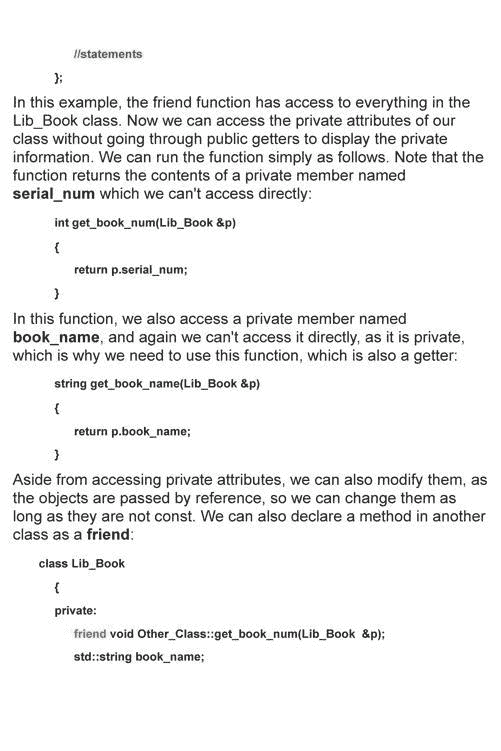 //statements
};
In this example, the friend function has access to everything in the
Lib_Book class. Now we can access the private attributes of our
class without going through public getters to display the private
information. We can run the function simply as follows. Note that the
function returns the contents of a private member named
serial_num which we can't access directly:
int get_book_num(Lib_Book &p)
{
return p.serial_num;
}
In this function, we also access a private member named
book_name, and again we can't access it directly, as it is private,
which is why we need to use this function, which is also a getter:
string get_book_name(Lib_Book &p)
{
return p.book_name;
}
Aside from accessing private attributes, we can also modify them, as
the objects are passed by reference, so we can change them as
long as they are not const. We can also declare a method in another
class as a friend:
class Lib_Book
{
private:
friend void Other_Class::get_book_num(Lib_Book &p);
std::string book_name;